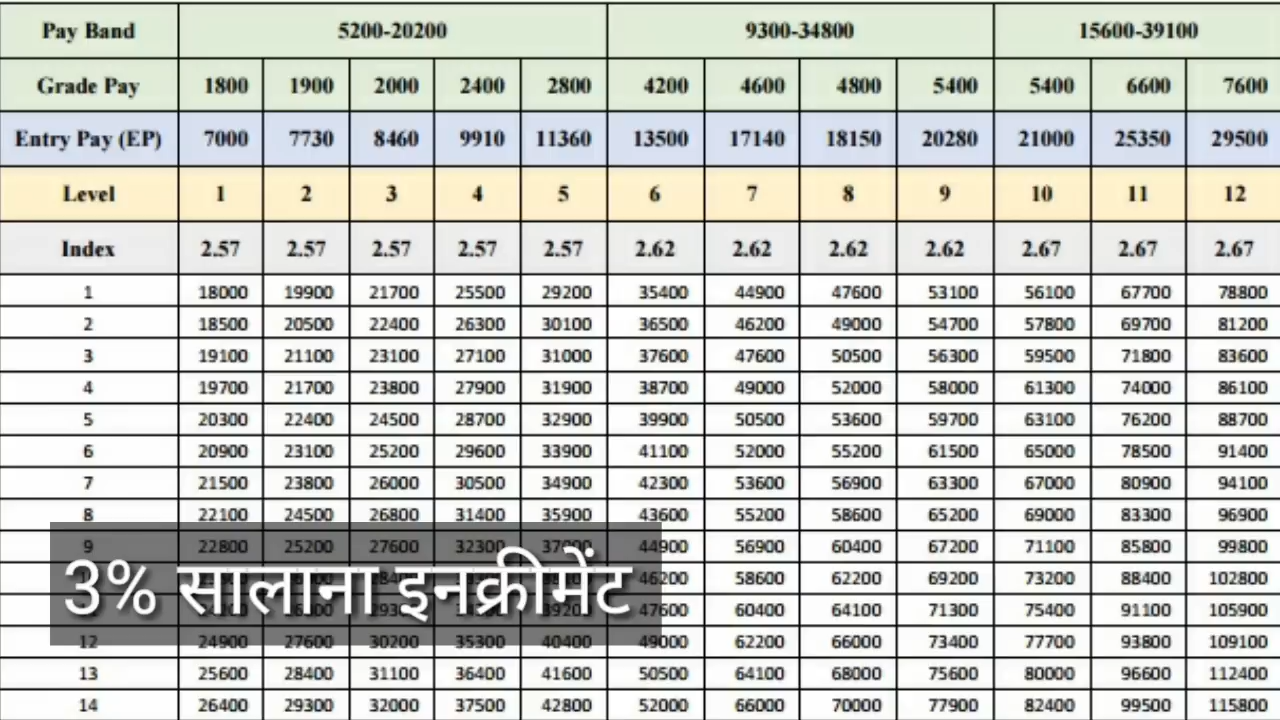 Pay Band 5200-20200 9300-34800 15600-39100
Grade Pay 1800 1900 2000 2400 2800 4200 4600 4800 5400 5400 6600 7600
Entry Pay (EP) 7000 7730 8460 9910 11360 13500 17140 18150 20280 21000 25350 29500
Level 1 2 3 4 5 6 7 8 9 10 11 12
Index 2.57 2.57 2.57 2.57 2.57 2.62 2.62 2.62 2.62 2.67 2.67 2.67
1 18000 19900 21700 25500 29200 35400 44900 47600 53100 56100 67700 78800
2 18500 20500 22400 26300 30100 36500 46200 49000 54700 57800 69700 81200
3 19100 21100 23100 27100 31000 37600 47600 50500 56300 59500 71800 83600
4 19700 21700 23800 27900 31900 38700 49000 52000 58000 61300 74000 86100
5 20300 22400 24500 28700 32900 39900 50500 53600 59700 63100 76200 88700
6 20900 23100 25200 29600 33900 41100 52000 55200 61500 65000 78500 91400
7 21500 23800 26000 30500 34900 42300 53600 56900 63300 67000 80900 94100
8 22100 24500 26800 31400 35900 43600 55200 58600 65200 69000 83300 96900
9 22800 25200 27600 32300 44900 56900 60400 67200 71100 85800 99800
3% सालाना इनक्रीमेंट
46200 58600 62200 69200 73200 88400 102800
47600 60400 64100 71300 75400 91100 105900
12 24900 27600 30200 35300 40400 49000 62200 66000 73400 77700 93800 109100
13 25600 28400 31100 36400 41600 50500 64100 68000 75600 80000 96600 112400
14 26400 29300 32000 37500 42800 52000 66000 70000 77900 82400 99500 115800